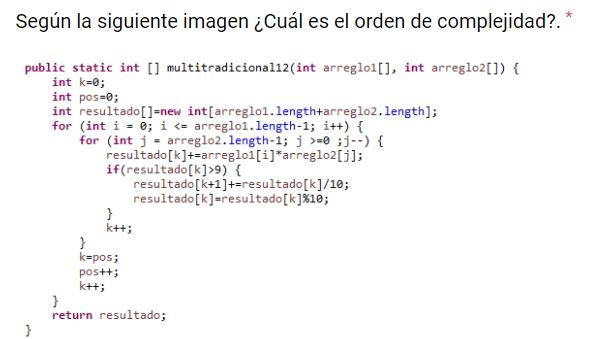 Según la siguiente imagen ¿Cuál es el orden de complejidad?. *
public static int [] multitradicional12(int arreglo1[], int arreglo2[]) {
int k=0;
int pos=0;
int resultado[]=new int[arreglo1.length+arreglo2.length];
for (int i = 0; i <= arreglo1.length-1; i++) {
for (int j = arreglo2.length-1; j >=0 ;j--) {
resultado[k]+=arreglo1[i]*arreglo2[j];
if(resultado[k]>9) {
resultado[k+1]+=resultado[k]/10;
resultado[k]=resultado[k]%10;
}
k++;
}
k=pos;
pos++;
k++;
}
return resultado;
}